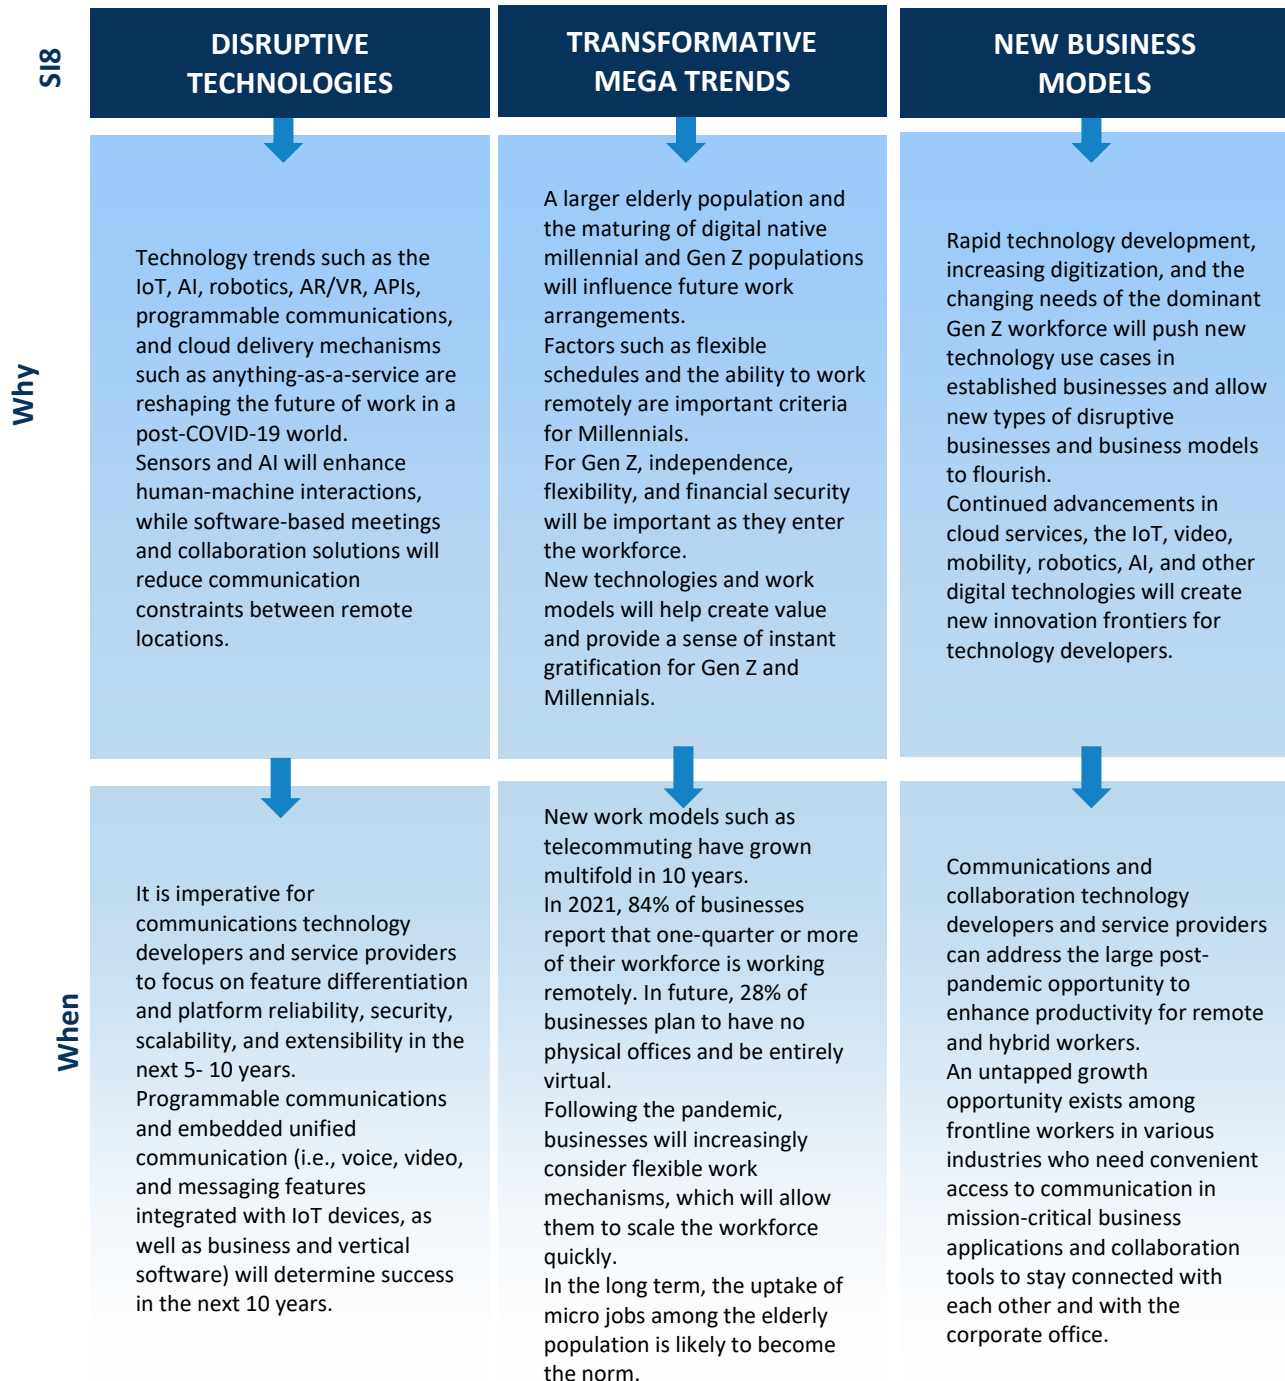 SI8
DISRUPTIVE
TECHNOLOGIES
TRANSFORMATIVE
MEGA TRENDS
NEW BUSINESS
MODELS
Why
Technology trends such as the
IoT, AI, robotics, AR/VR, APIs,
programmable communications,
and cloud delivery mechanisms
such as anything-as-a-service are
reshaping the future of work in a
post-COVID-19 world.
Sensors and AI will enhance
human-machine interactions,
while software-based meetings
and collaboration solutions will
reduce communication
constraints between remote
locations.
A larger elderly population and
the maturing of digital native
millennial and Gen Z populations
will influence future work
arrangements.
Factors such as flexible
schedules and the ability to work
remotely are important criteria
for Millennials.
For Gen Z, independence,
flexibility, and financial security
will be important as they enter
the workforce.
New technologies and work
models will help create value
and provide a sense of instant
gratification for Gen Z and
Millennials.
Rapid technology development,
increasing digitization, and the
changing needs of the dominant
Gen Z workforce will push new
technology use cases in
established businesses and allow
new types of disruptive
businesses and business models
to flourish.
Continued advancements in
cloud services, the IoT, video,
mobility, robotics, AI, and other
digital technologies will create
new innovation frontiers for
technology developers.
When
It is imperative for
communications technology
developers and service providers
to focus on feature differentiation
and platform reliability, security,
scalability, and extensibility in the
next 5- 10 years.
Programmable communications
and embedded unified
communication (i.e., voice, video,
and messaging features
integrated with IoT devices, as
well as business and vertical
software) will determine success
in the next 10 years.
New work models such as
telecommuting have grown
multifold in 10 years.
In 2021, 84% of businesses
report that one-quarter or more
of their workforce is working
remotely. In future, 28% of
businesses plan to have no
physical offices and be entirely
virtual.
Following the pandemic,
businesses will increasingly
consider flexible work
mechanisms, which will allow
them to scale the workforce
quickly.
In the long term, the uptake of
micro jobs among the elderly
population is likely to become
the norm.
Communications and
collaboration technology
developers and service providers
can address the large post-
pandemic opportunity to
enhance productivity for remote
and hybrid workers.
An untapped growth
opportunity exists among
frontline workers in various
industries who need convenient
access to communication in
mission-critical business
applications and collaboration
tools to stay connected with
each other and with the
corporate office.